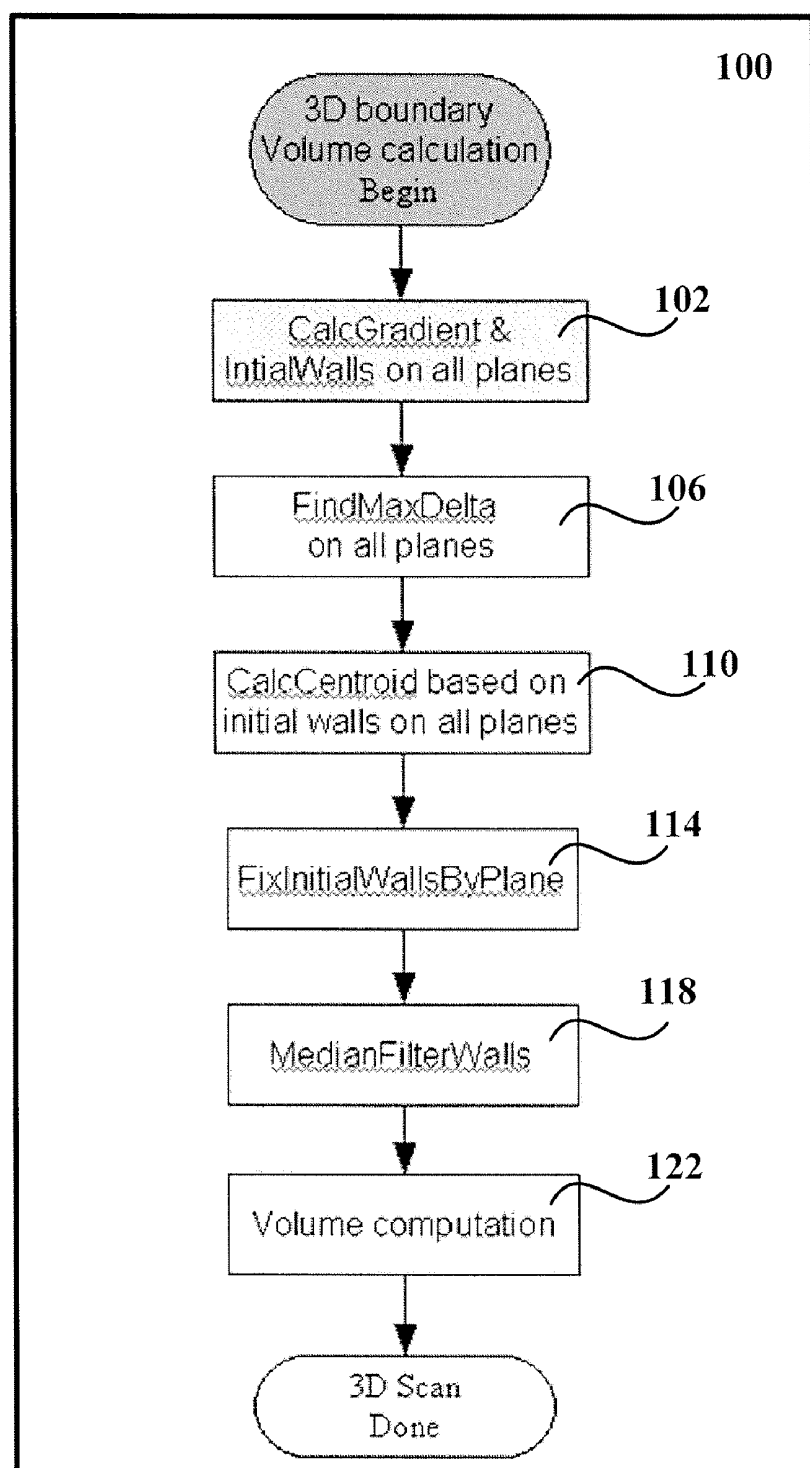 100
3D boundary
Volume calculation
Begin
102
CalcGradient &
IntialWalls on all planes
106
FindMaxDelta
on all planes
110
CalcCentroid based on
initial walls on all planes
114
FixInitialWallsByPlane
118
MedianFilterWalls
122
Volume computation
3D Scan
Done